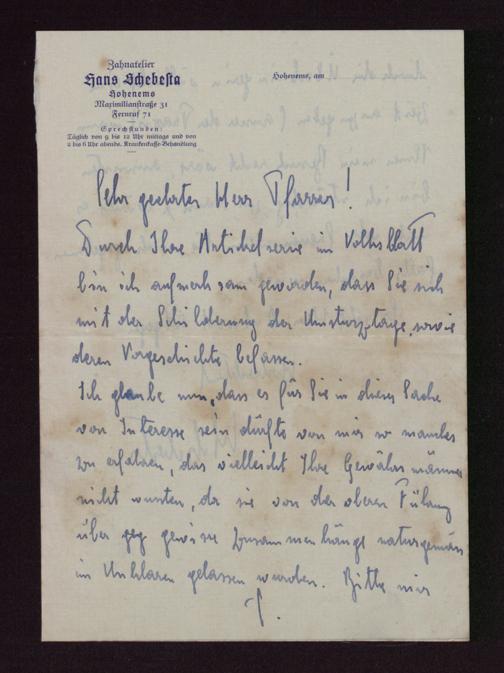 Zahnatelier
Hans Schebesta
Hohenems
Maximilianstraße 31
Fernruf 71
Sprechstunden:
Täglich von 9 bis 12 Uhr mittags und von
2 bis 6 Uhr abends. Krankenkasse-Behandlung
Hohenems, am
Sehr geehrter Herr Pfarrer!
Durch Ihre Artikelserie im Volksblatt
bin ich aufmerksam geworden, dass Sie sich
mit der Schilderung der Umsturztage, sowie
deren Vorgeschichte befassen.
Ich glaube nun, dass es für Sie in dieser Sache
von Interesse sein dürfte von mir so manches
zu erfahren, das vielleicht Ihre Gewährsmänner
nicht wussten, da sie von der oberen Führung
über gewisse Zusammenhänge naturgemäss
im Unklaren gelassen wurden. Bitte mir